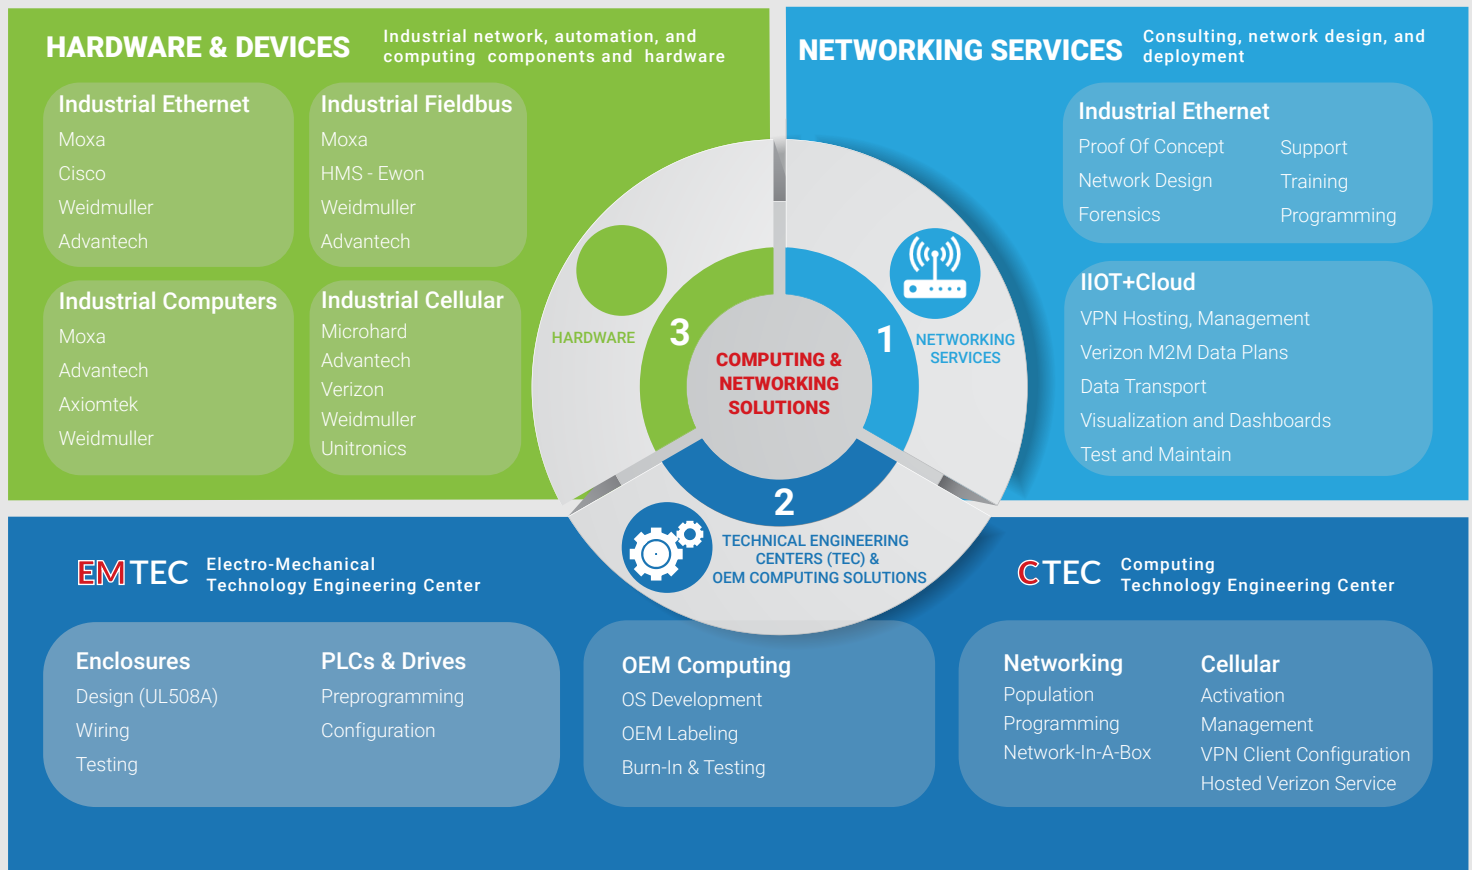 HARDWARE & DEVICES
Industrial network, automation, and
computing components and hardware
Industrial Ethernet
Moxa
Cisco
Weidmuller
Advantech
Industrial Fieldbus
Moxa
HMS - Ewon
Weidmuller
Advantech
Industrial Computers
Moxa
Advantech
Axiomtek
Weidmuller
Industrial Cellular
Microhard
Advantech
Verizon
Weidmuller
Unitronics
NETWORKING SERVICES
Consulting, network design, and
deployment
Industrial Ethernet
Proof Of Concept
Network Design
Forensics
Support
Training
Programming
IIOT+Cloud
VPN Hosting, Management
Verizon M2M Data Plans
Data Transport
Visualization and Dashboards
Test and Maintain
HARDWARE
3
COMPUTING &
NETWORKING
SOLUTIONS
1
NETWORKING
SERVICES
2
TECHNICAL ENGINEERING
CENTERS (TEC) &
OEM COMPUTING SOLUTIONS
EMTEC
Electro-Mechanical
Technology Engineering Center
Enclosures
Design (UL508A)
Wiring
Testing
PLCs & Drives
Preprogramming
Configuration
OEM Computing
OS Development
OEM Labeling
Burn-In & Testing
CTEC
Computing
Technology Engineering Center
Networking
Population
Programming
Network-In-A-Box
Cellular
Activation
Management
VPN Client Configuration
Hosted Verizon Service